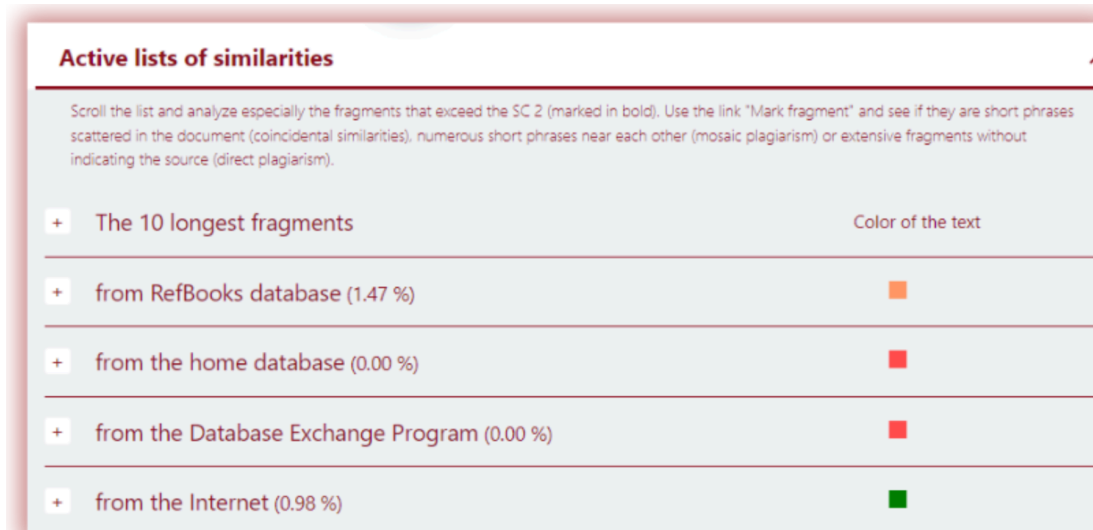 Active lists of similarities
Scroll the list and analyze especially the fragments that exceed the SC 2 (marked in bold). Use the link "Mark fragment" and see if they are short phrases
scattered in the document (coincidental similarities), numerous short phrases near each other (mosaic plagiarism) or extensive fragments without
indicating the source (direct plagiarism).
+ The 10 longest fragments Color of the text
+ from RefBooks database (1.47 %)
+ from the home database (0.00 %)
+ from the Database Exchange Program (0.00 %)
+ from the Internet (0.98 %)